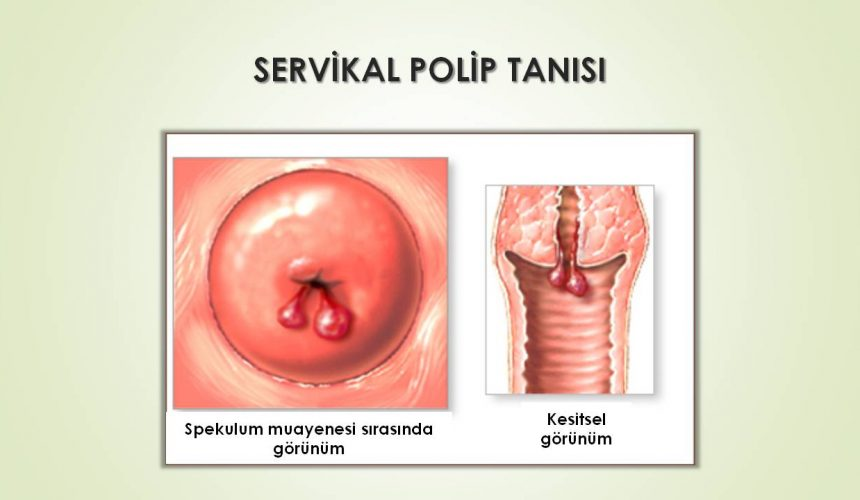 SERVİKAL POLİP TANISI
Spekulum muayenesi sırasında
görünüm
Kesitsel
görünüm